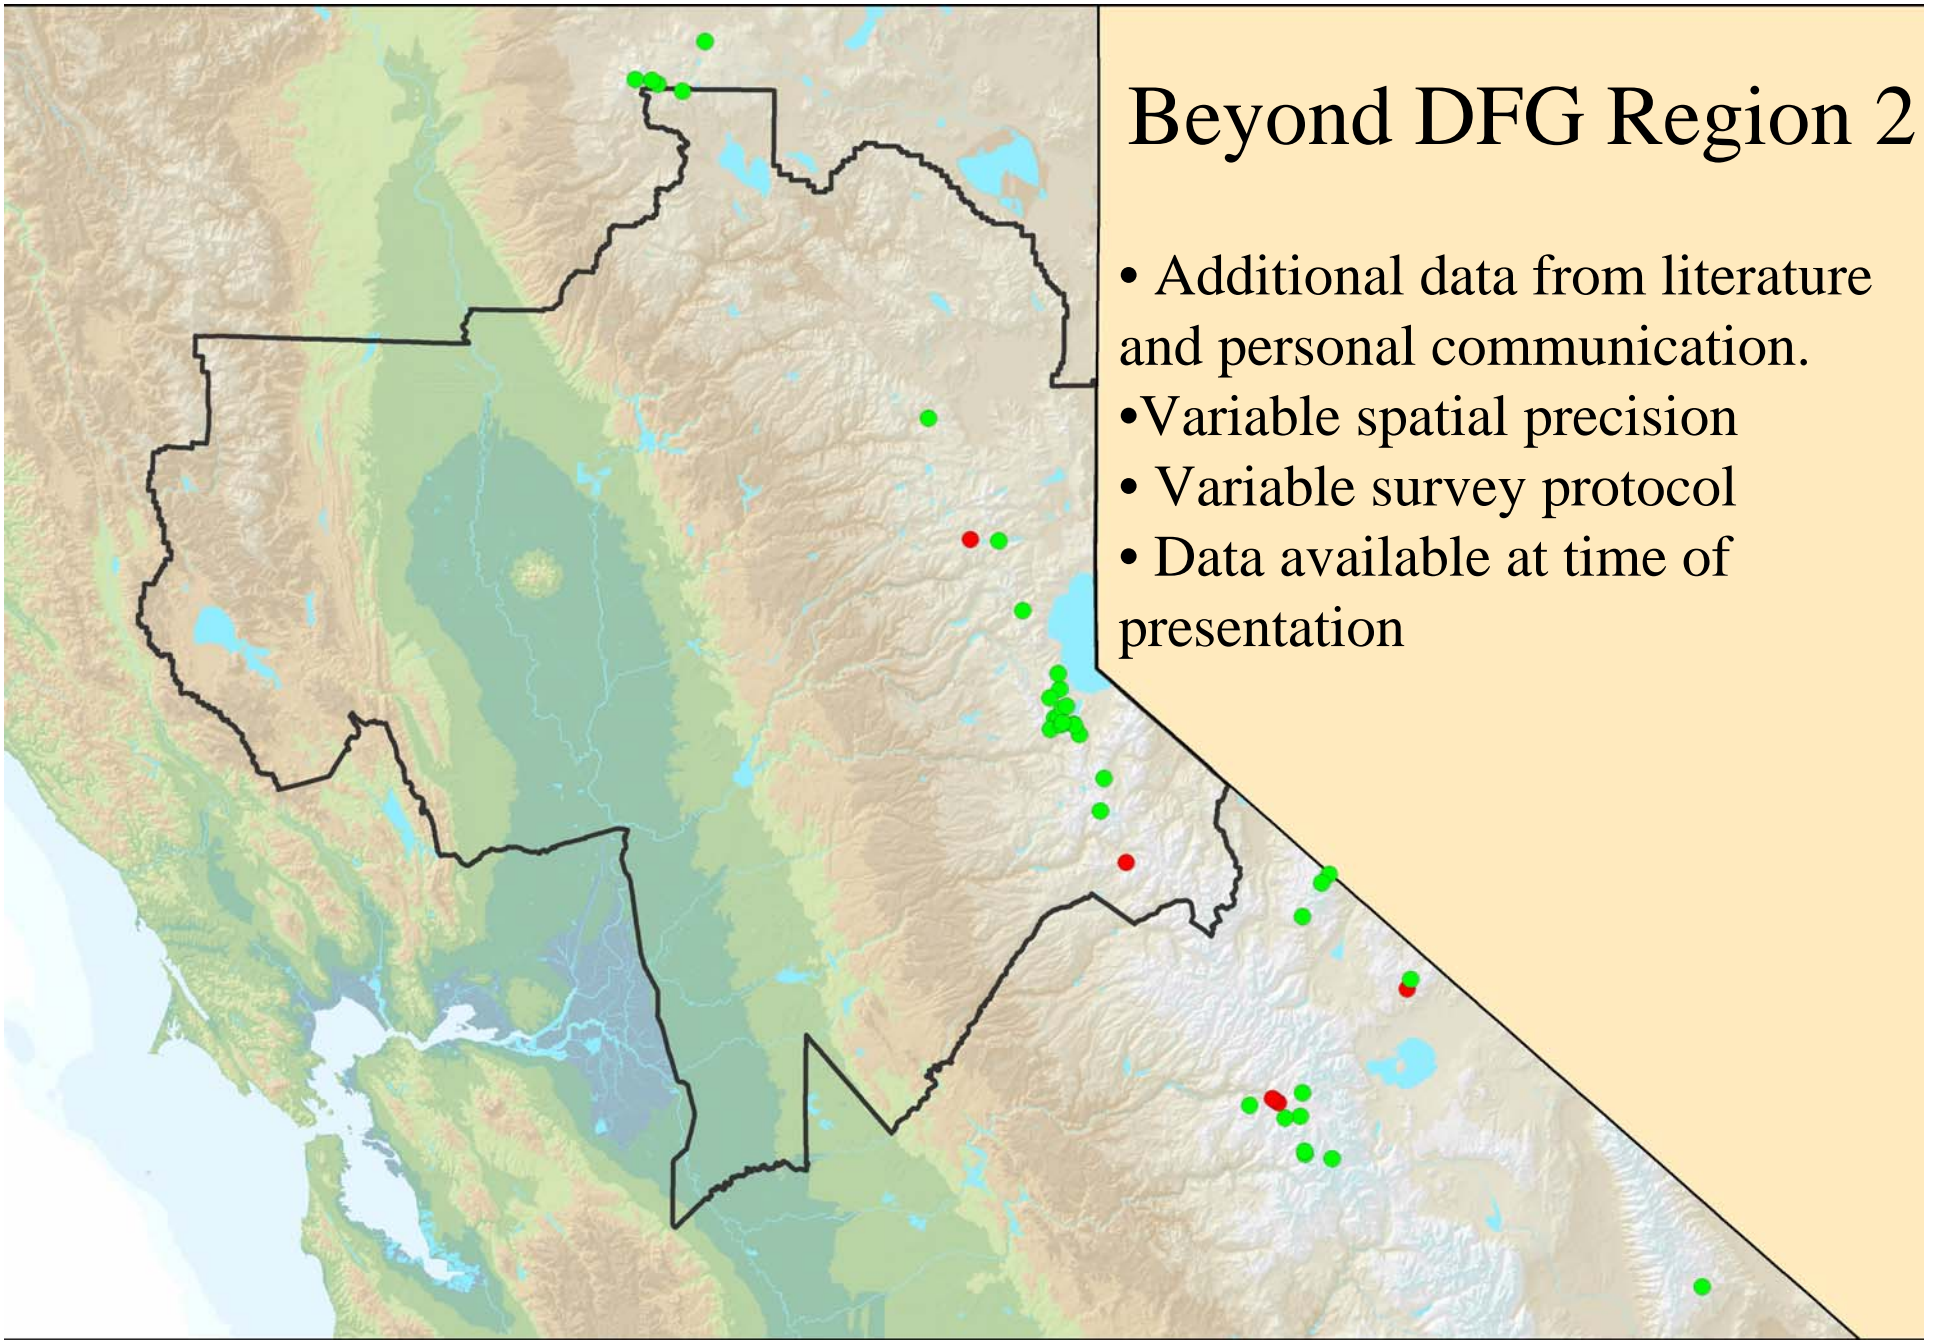 Beyond DFG Region 2
• Additional data from literature
and personal communication.
•Variable spatial precision
• Variable survey protocol
• Data available at time of
presentation